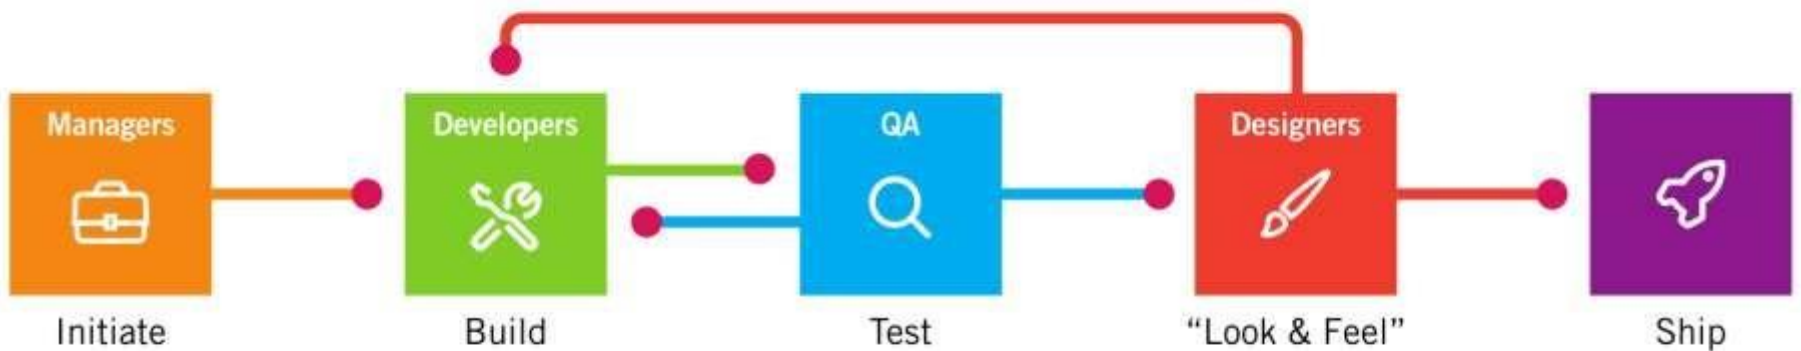 Managers
Developers
QA
Designers
Initiate
Build
Test
“Look & Feel”
Ship